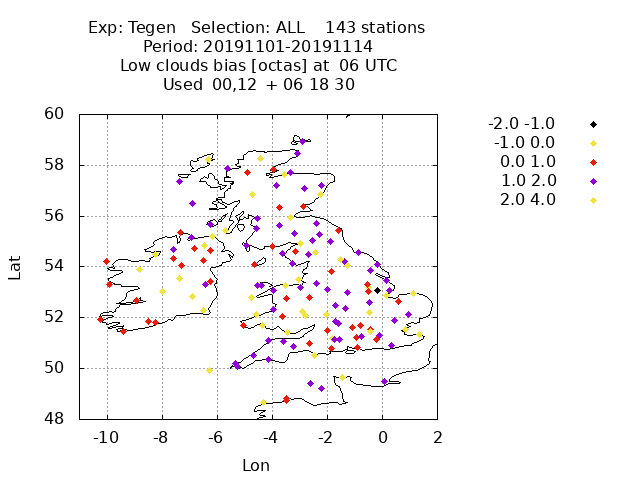 Exp: Tegen Selection: ALL 143 stations
Period: 20191101-20191114
Low clouds bias [octas] at 06 UTC
Used 00,12 + 06 18 30
-2.0 -1.0
-1.0 0.0
0.0 1.0
1.0 2.0
2.0 4.0
60
58
56
54
52
50
48
Lat
-10 -8 -6 -4 -2 0 2
Lon